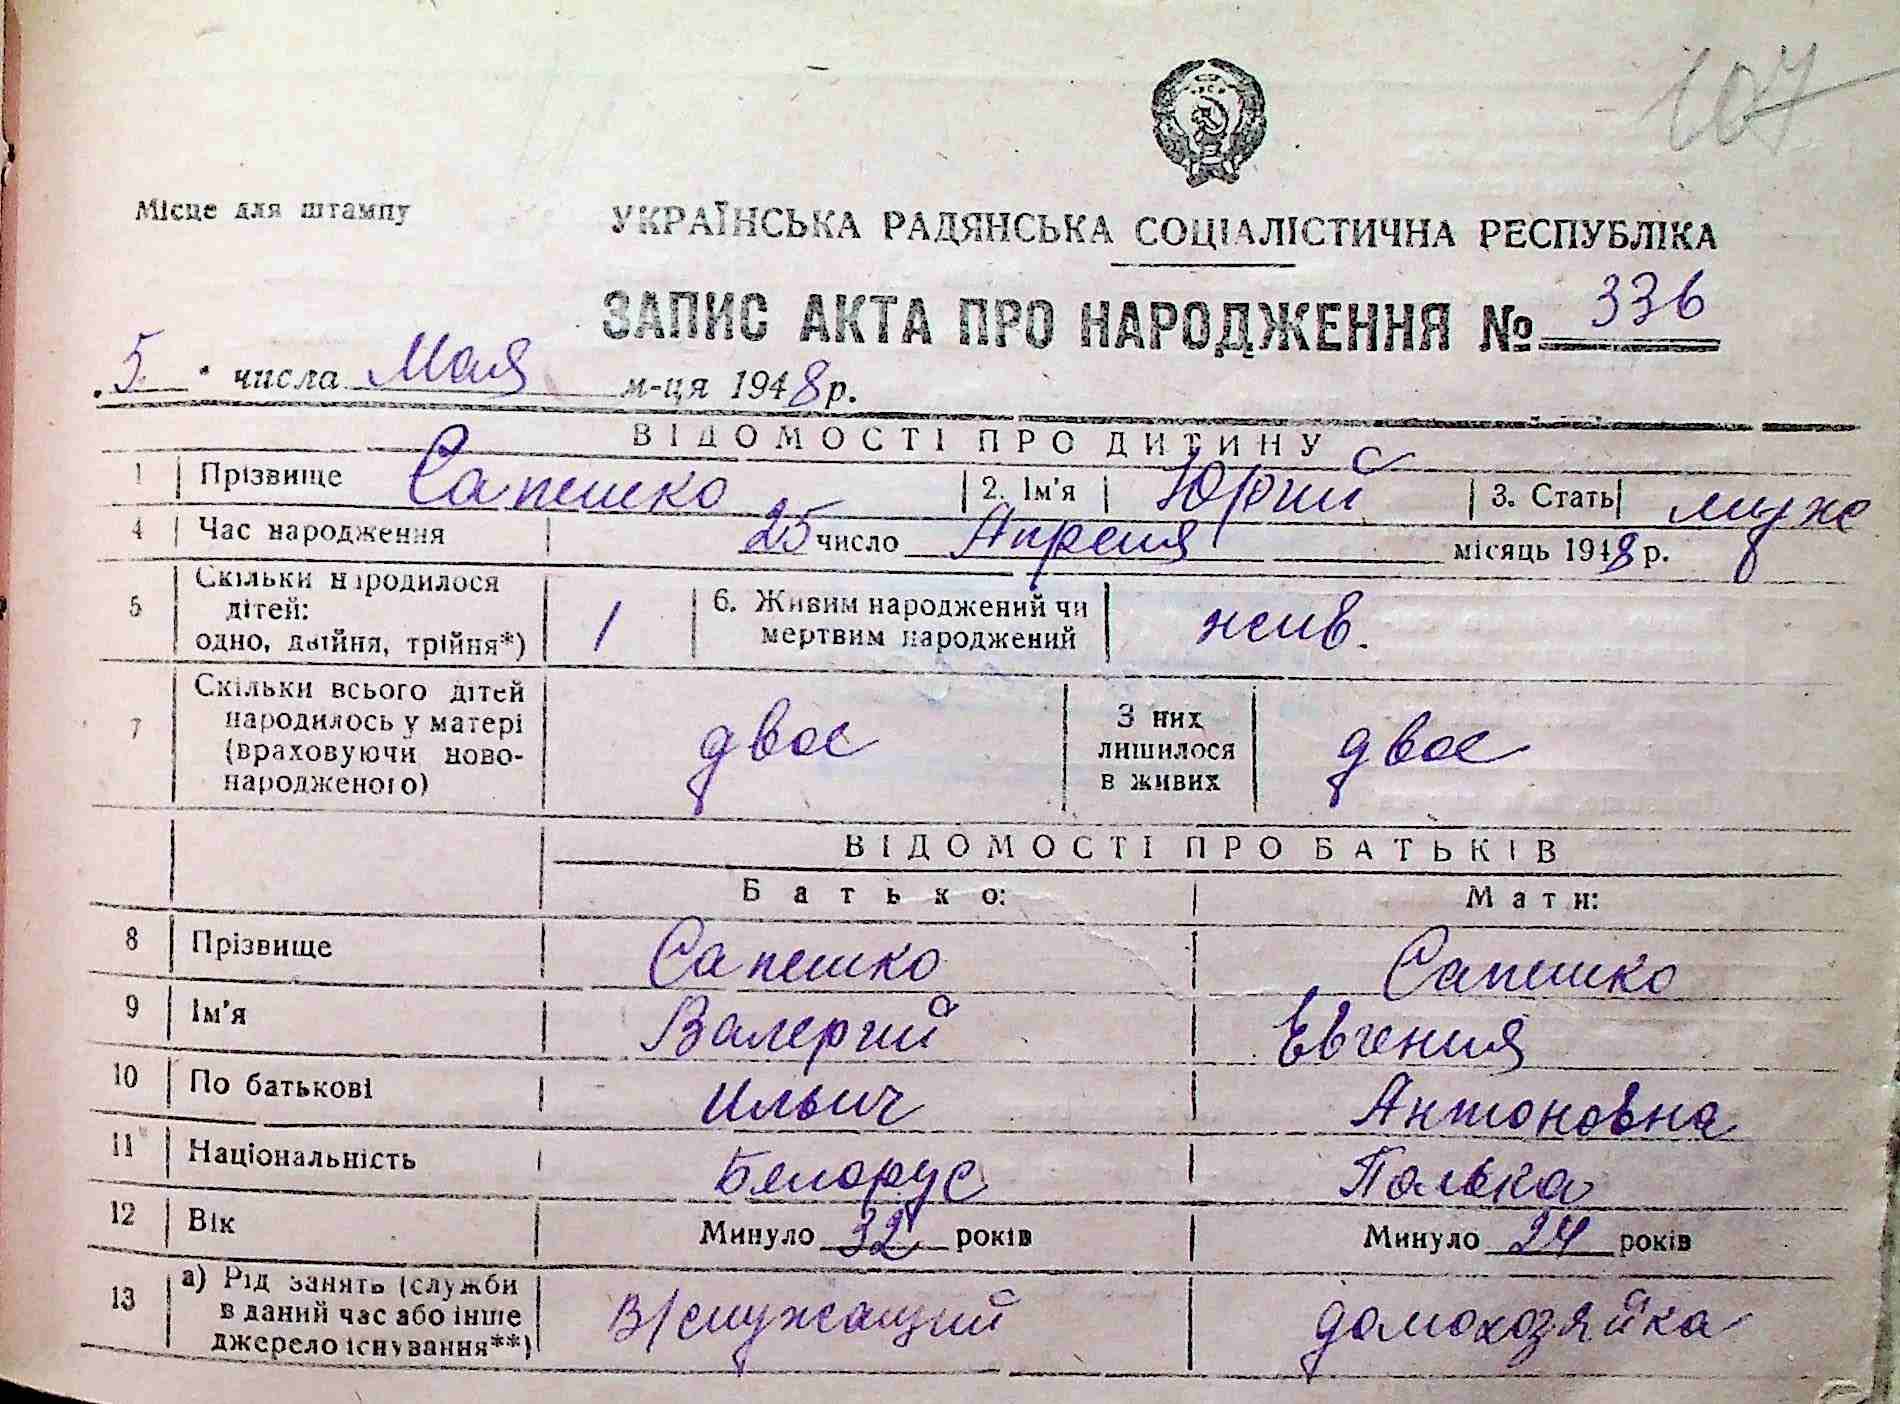 107
Місце для штампу
УКРАЇНСЬКА РАДЯНСЬКА СОЦІАЛІСТИЧНА РЕСПУБЛІКА
ЗАПИС АКТА ПРО НАРОДЖЕННЯ № 336
„5." числа Мая м-ця 1948 р.
ВІДОМОСТІ ПРО ДИТИНУ
1 Прізвище Сапешко 2. Ім'я Юрий 3. Стать муж
4 Час народження 25 число Апреля місяць 1948 р.
5 Скільки народилося дітей: одно, двійня, трійня*) 1 6. Живим народжений чи мертвим народжений жив.
7 Скільки всього дітей народилось у матері (враховуючи новонародженого) двое З них лишилося в живих двое
ВІДОМОСТІ ПРО БАТЬКІВ
Батько: Мати:
8 Прізвище Сапешко Сапешко
9 Ім'я Валерий Евгения
10 По батькові Ильич Антоновна
11 Національність Белорус Полька
12 Вік Минуло 32 років Минуло 24 років
13 а) Рід занять (служби в даний час або інше джерело існування**) В/служащий домохозяйка